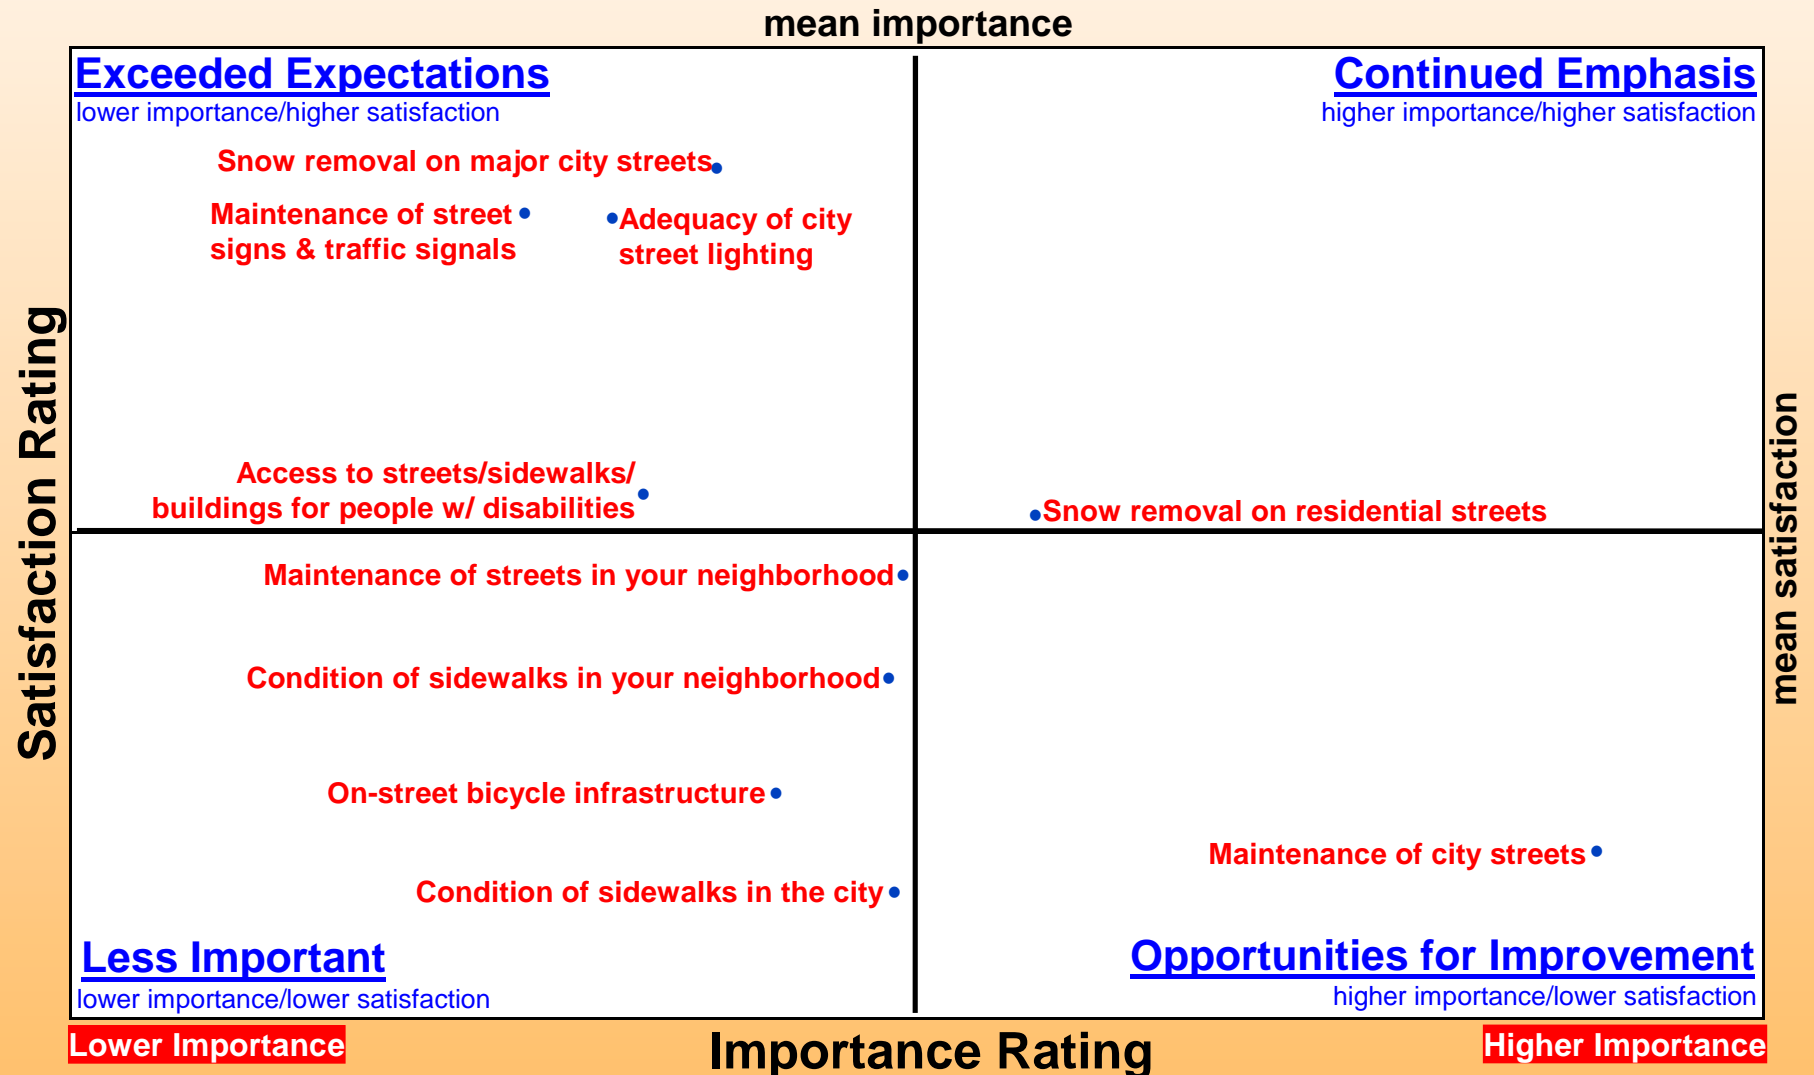 mean importance
Exceeded Expectations
lower importance/higher satisfaction
Continued Emphasis
higher importance/higher satisfaction
Snow removal on major city streets
Maintenance of street
signs & traffic signals
Adequacy of city
street lighting
Access to streets/sidewalks/
buildings for people w/ disabilities
Snow removal on residential streets
Satisfaction Rating
mean satisfaction
Maintenance of streets in your neighborhood
Condition of sidewalks in your neighborhood
On-street bicycle infrastructure
Maintenance of city streets
Condition of sidewalks in the city
Less Important
lower importance/lower satisfaction
Opportunities for Improvement
higher importance/lower satisfaction
Lower Importance
Importance Rating
Higher Importance